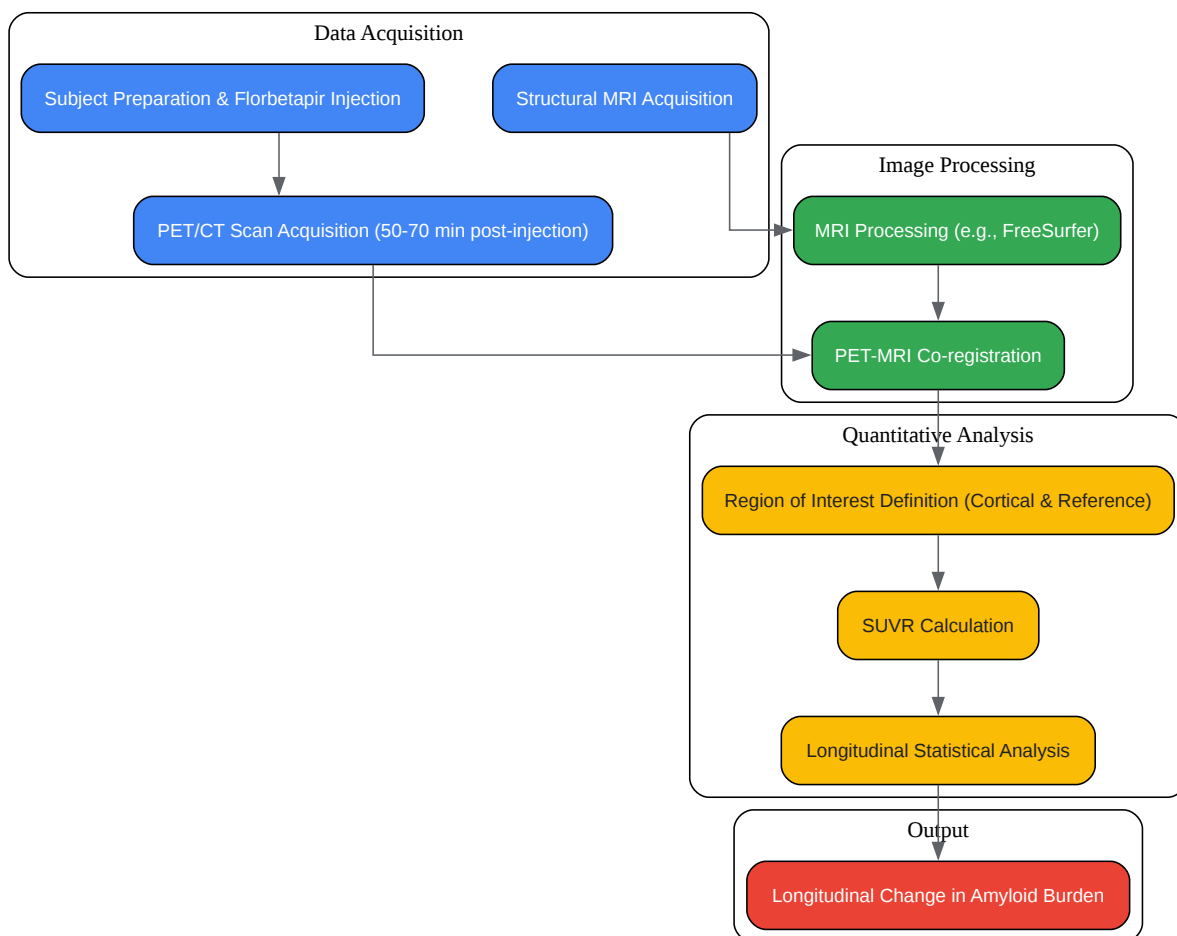 Data Acquisition
Subject Preparation & Florbetapir Injection
Structural MRI Acquisition
PET/CT Scan Acquisition (50-70 min post-injection)
Image Processing
MRI Processing (e.g., FreeSurfer)
PET-MRI Co-registration
Quantitative Analysis
Region of Interest Definition (Cortical & Reference)
SUVR Calculation
Longitudinal Statistical Analysis
Output
Longitudinal Change in Amyloid Burden